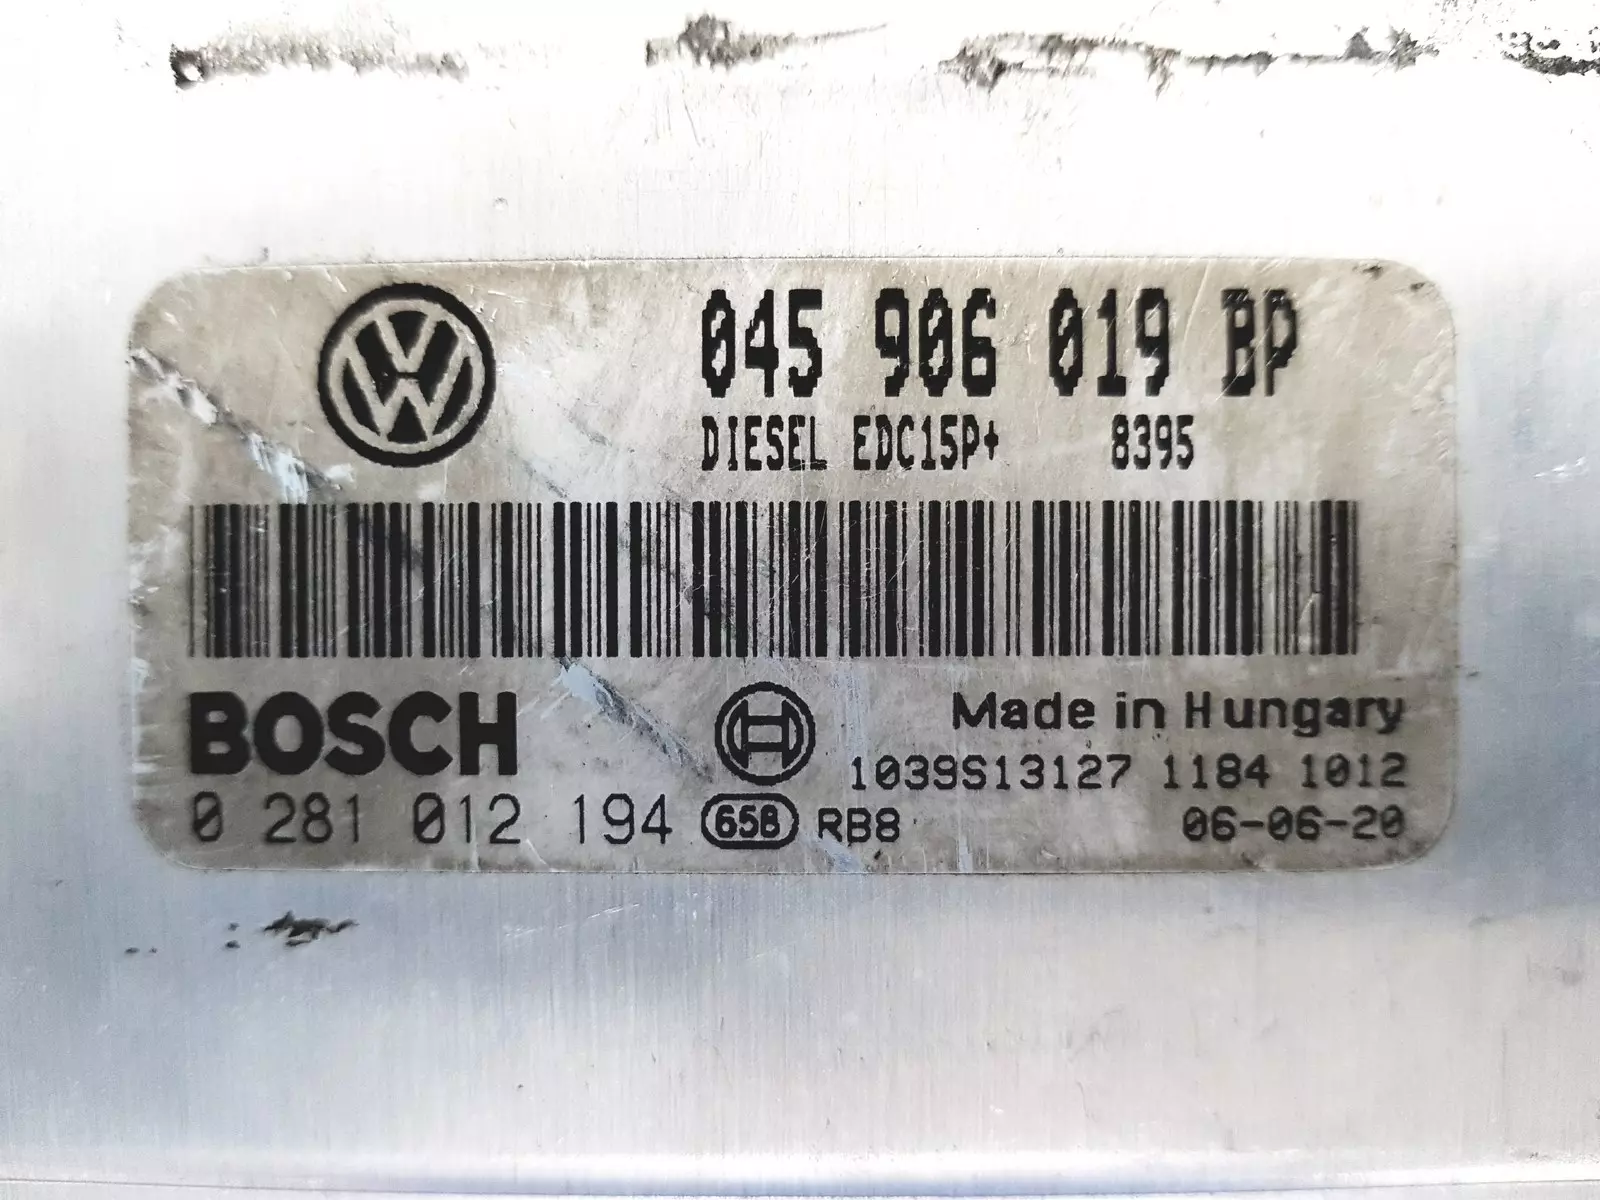 045 906 019 BP
DIESEL EDC15P+ 8395
BOSCH
Made in Hungary
1039S13127 1184 1012
0 281 012 194 65B RB8 06-06-20